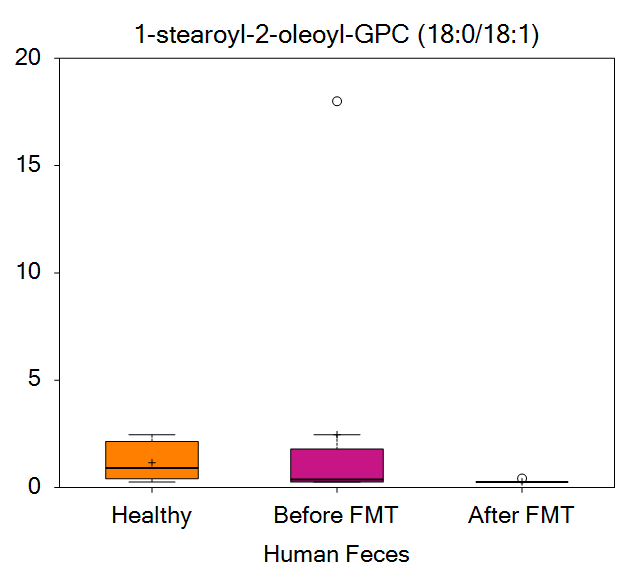 1-stearoyl-2-oleoyl-GPC (18:0/18:1)
20
15
10
5
0
Healthy Before FMT After FMT
Human Feces